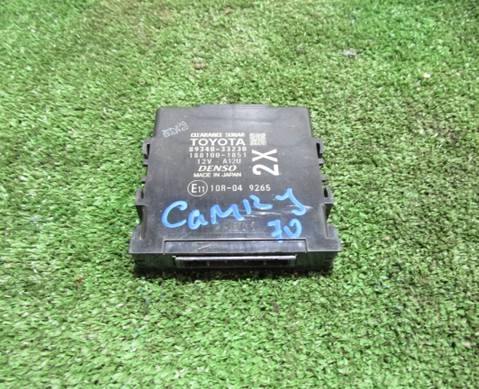 CLEARANCE SONAR
TOYOTA
89340-33230
188100-1851
12V A12U
DENSO
MADE IN JAPAN
2X
E11 10R-04 9265
CaMRy
70